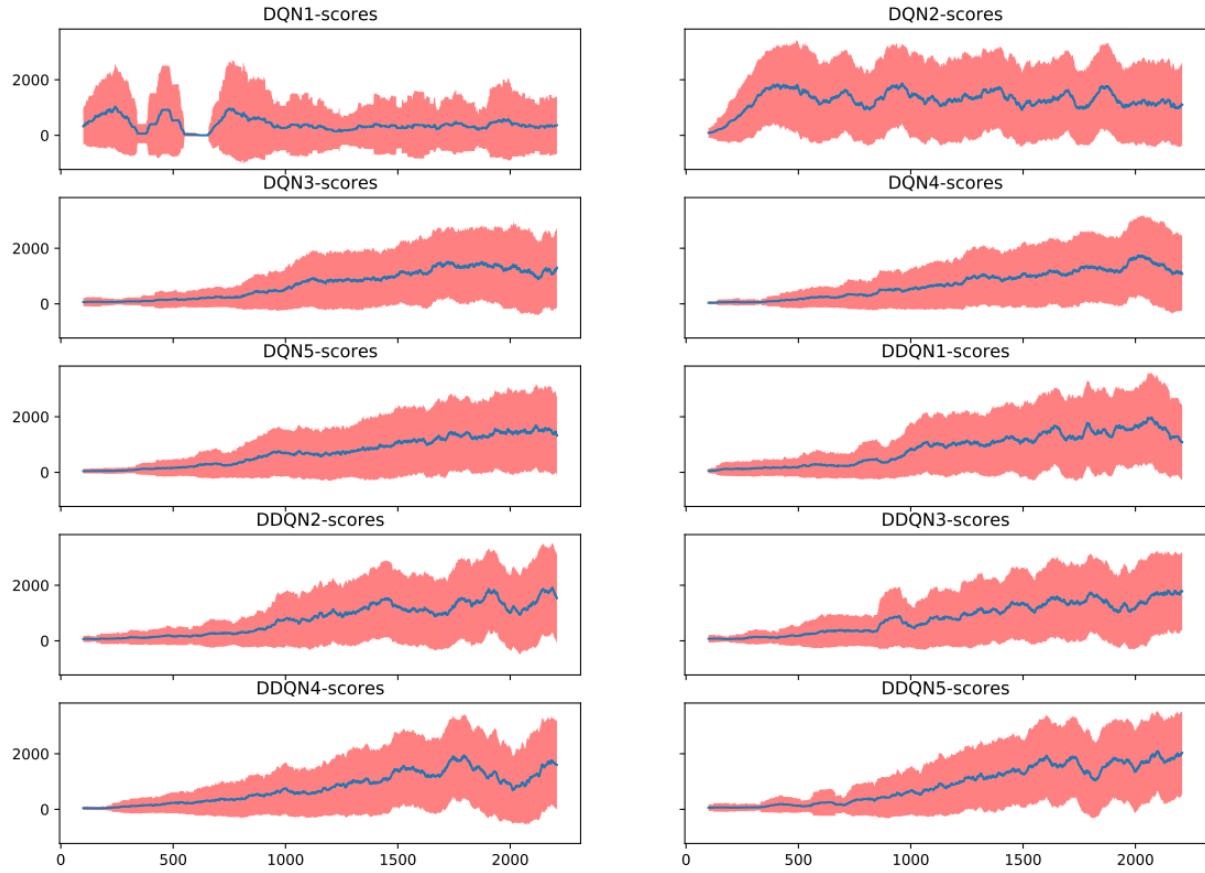 DQN1-scores
DQN2-scores
2000
0
DQN3-scores
DQN4-scores
2000
0
DQN5-scores
DDQN1-scores
2000
0
DDQN2-scores
DDQN3-scores
2000
0
DDQN4-scores
DDQN5-scores
2000
0
0 500 1000 1500 2000
0 500 1000 1500 2000